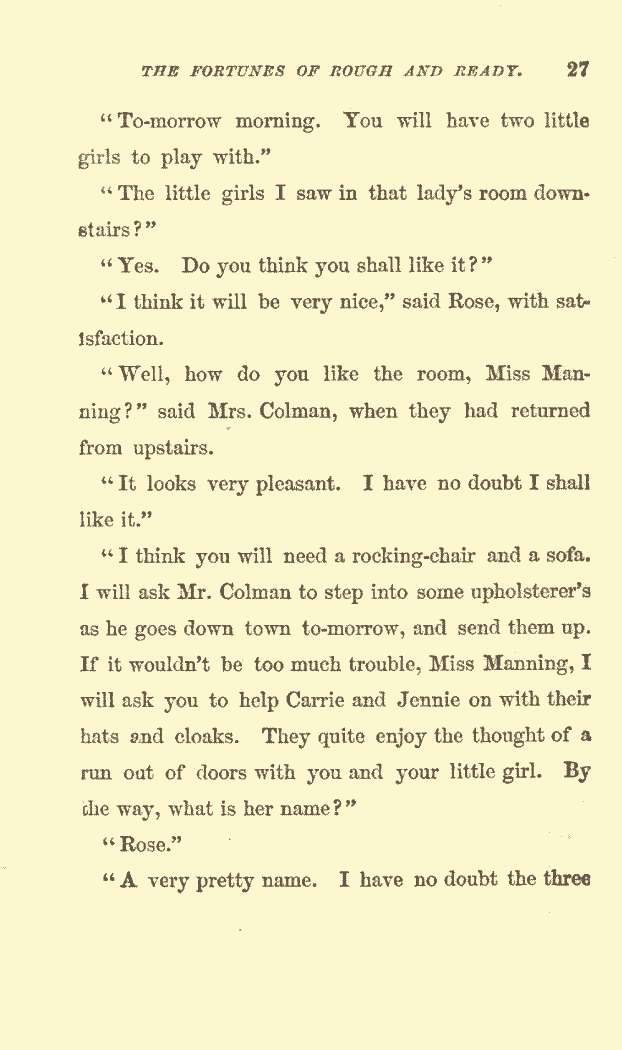 THE FORTUNES OF ROUGH AND READY. 27
"To-morrow morning. You will have two little
girls to play with."
"The little girls I saw in that lady's room down-
stairs?"
"Yes. Do you think you shall like it?"
"I think it will be very nice," said Rose, with sat-
isfaction.
"Well, how do you like the room, Miss Man-
ning?" said Mrs. Colman, when they had returned
from upstairs.
"It looks very pleasant. I have no doubt I shall
like it."
"I think you will need a rocking-chair and a sofa.
I will ask Mr. Colman to step into some upholsterer's
as he goes down town to-morrow, and send them up.
If it wouldn't be too much trouble, Miss Manning, I
will ask you to help Carrie and Jennie on with their
hats and cloaks. They quite enjoy the thought of a
run out of doors with you and your little girl. By
the way, what is her name?"
"Rose."
"A very pretty name. I have no doubt the three